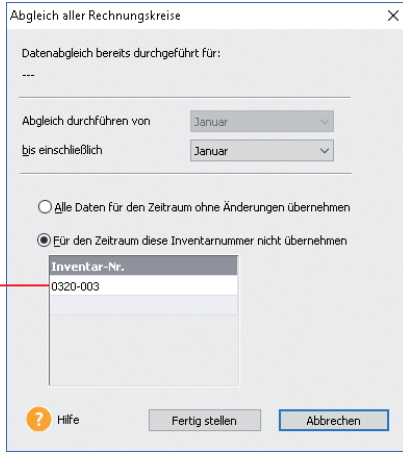 Abgleich aller Rechnungskreise
Datenabgleich bereits durchgeführt für:
---
Abgleich durchführen von Januar
bis einschließlich Januar
Alle Daten für den Zeitraum ohne Änderungen übernehmen
Für den Zeitraum diese Inventarnummer nicht übernehmen
Inventar-Nr.
0320-003
? Hilfe Fertig stellen Abbrechen